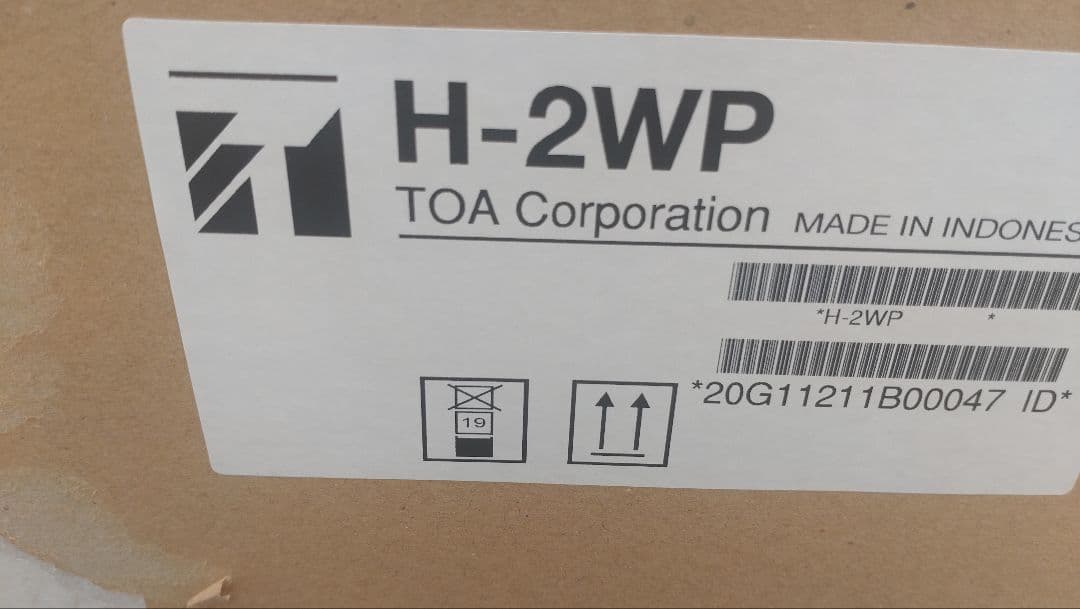 H-2WP
TOA Corporation MADE IN INDONES
*H-2WP *
*20G11211B00047 ID*
19